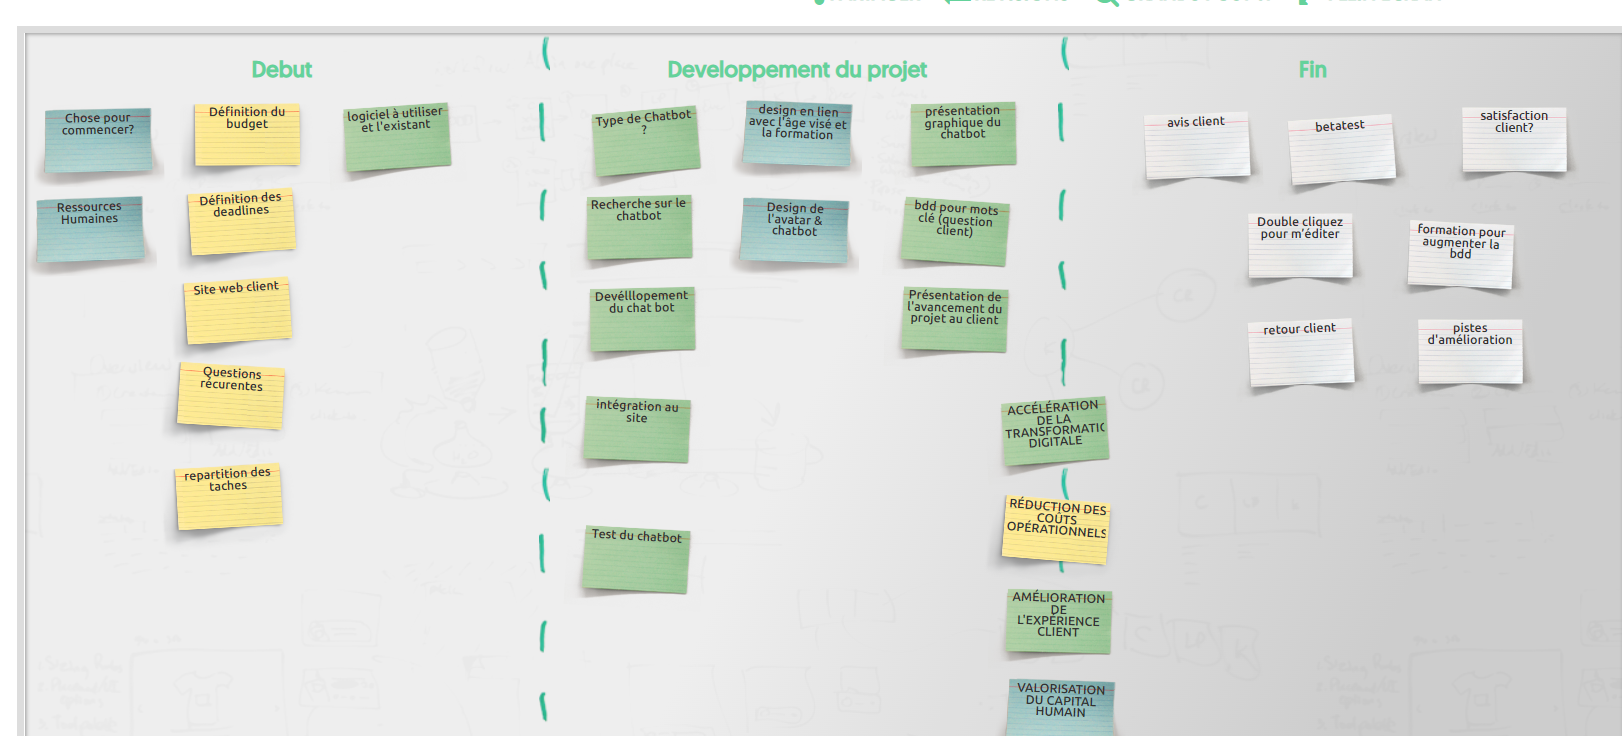 Debut
Developpement du projet
Fin
Chose pour
commencer?
Définition du
budget
logiciel à utiliser
et l'existant
Ressources
Humaines
Définition des
deadlines
Site web client
Questions
récurentes
repartition des
taches
Type de Chatbot
?
design en lien
avec l'âge visé et
la formation
présentation
graphique du
chatbot
Recherche sur le
chatbot
Design de
l'avatar &
chatbot
bdd pour mots
clé (question
client)
Devélllopement
du chat bot
Présentation de
l'avancement du
projet au client
intégration au
site
Test du chatbot
ACCÉLÉRATION
DE LA
TRANSFORMATIC
DIGITALE
RÉDUCTION DES
COÛTS
OPÉRATIONNELS
AMÉLIORATION
DE
L'EXPÉRIENCE
CLIENT
VALORISATION
DU CAPITAL
HUMAIN
avis client
betatest
satisfaction
client?
Double cliquez
pour m'éditer
formation pour
augmenter la
bdd
retour client
pistes
d'amélioration